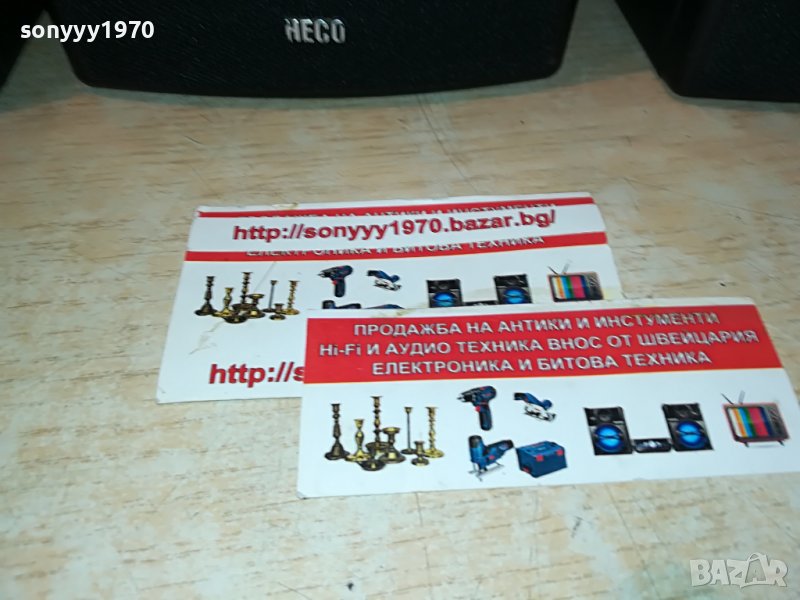 sonyyy1970
HECO
http://sonyyy1970.bazar.bg/
ЕЛЕКТРОНИКА И БИТОВА ТЕХНИКА
http://s
ПРОДАЖБА НА АНТИКИ И ИНСТУМЕНТИ
Hi-Fi И АУДИО ТЕХНИКА ВНОС ОТ ШВЕИЦАРИЯ
ЕЛЕКТРОНИКА И БИТОВА ТЕХНИКА
BAZAR